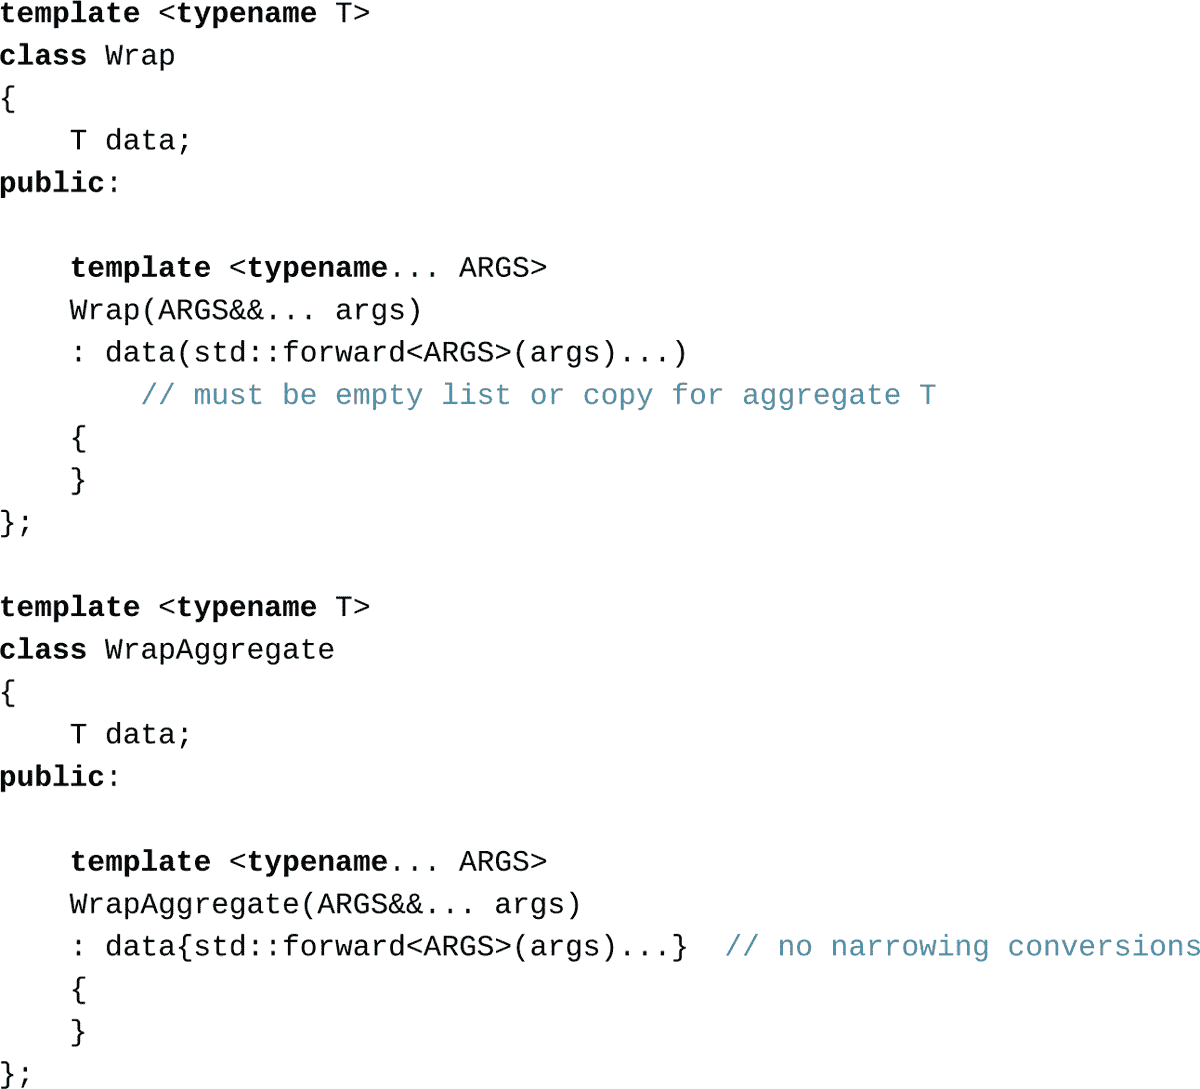 template <typename T>
class Wrap
{
    T data;
public:

    template <typename... ARGS>
    Wrap(ARGS&&... args)
    : data(std::forward<ARGS>(args)...)
        // must be empty list or copy for aggregate T
    {
    }
};

template <typename T>
class WrapAggregate
{
    T data;
public:

    template <typename... ARGS>
    WrapAggregate(ARGS&&... args)
    : data{std::forward<ARGS>(args)...}  // no narrowing conversions
    {
    }
};